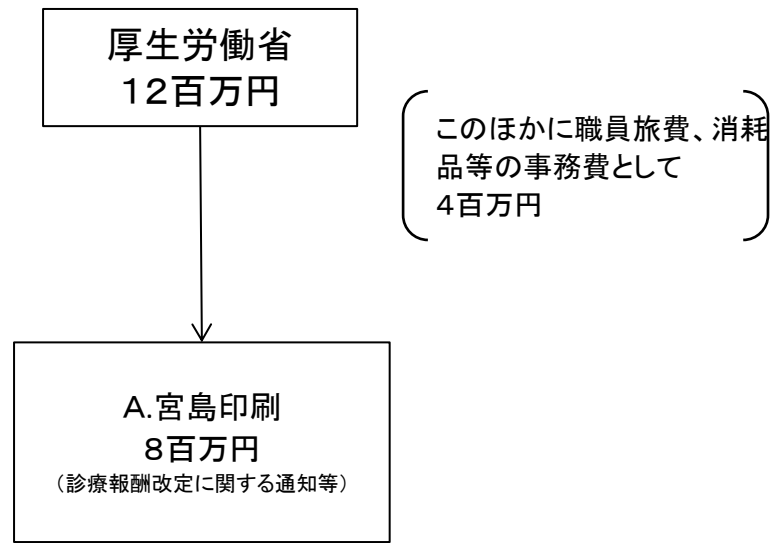 厚生労働省
12百万円
このほかに職員旅費、消耗
品等の事務費として
4百万円
A.宮島印刷
8百万円
（診療報酬改定に関する通知等）